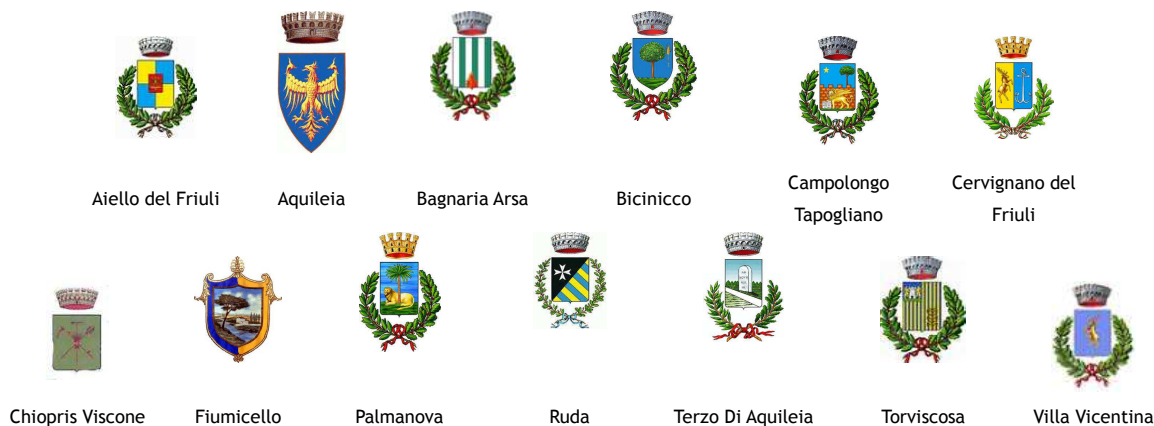 Aiello del Friuli
Aquileia
Bagnaria Arsa
Bicinicco
Campolongo
Tapogliano
Cervignano del
Friuli
Chiopris Viscone
Fiumicello
Palmanova
Ruda
Terzo Di Aquileia
Torviscosa
Villa Vicentina